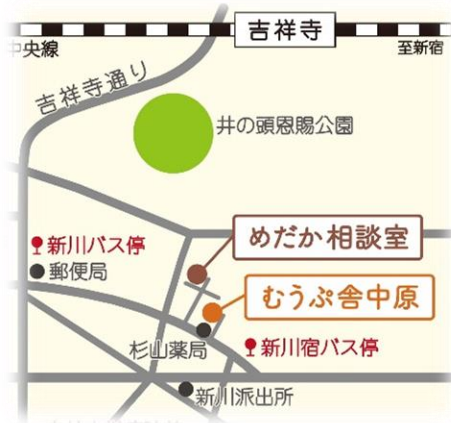 吉祥寺
中央線
至新宿
吉祥寺通り
井の頭恩賜公園
めだか相談室
新川バス停
郵便局
むうぷ舎中原
杉山薬局
新川宿バス停
新川派出所